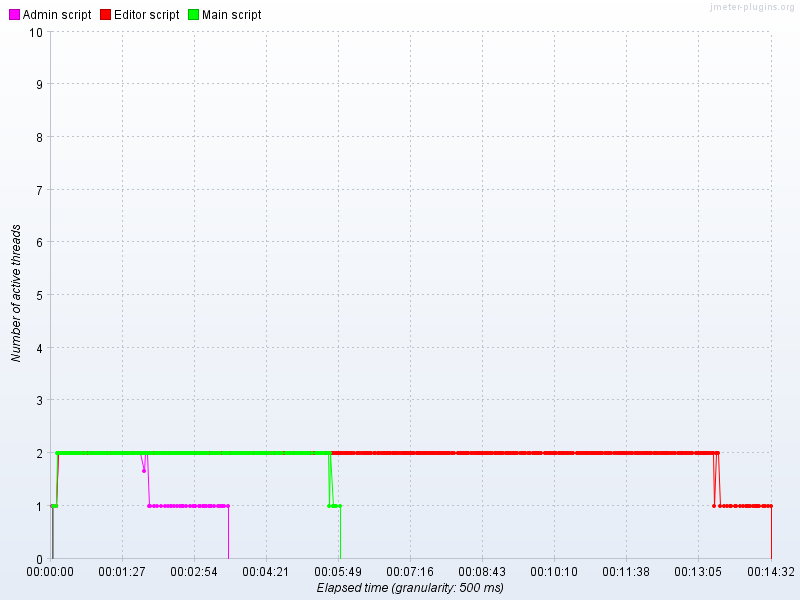 jmeter-plugins.org
Admin script Editor script Main script
10
9
8
7
6
5
4
3
2
1
0
Number of active threads
00:00:00 00:01:27 00:02:54 00:04:21 00:05:49 00:07:16 00:08:43 00:10:10 00:11:38 00:13:05 00:14:32
Elapsed time (granularity: 500 ms)